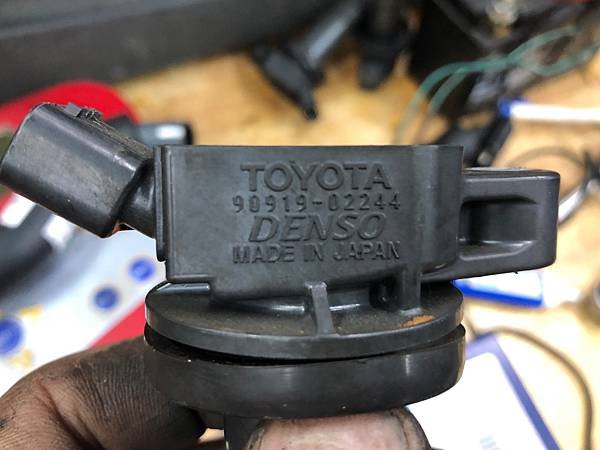 TOYOTA
90919-02244
DENSO
MADE IN JAPAN